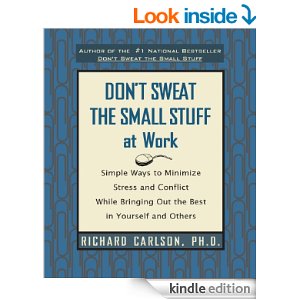 Look inside
AUTHOR OF THE #1 NATIONAL BESTSELLER
DON'T SWEAT THE SMALL STUFF
DON'T SWEAT
THE SMALL STUFF
at Work
Simple Ways to Minimize
Stress and Conflict
While Bringing Out the Best
in Yourself and Others
RICHARD CARLSON, PH.D.
kindle edition